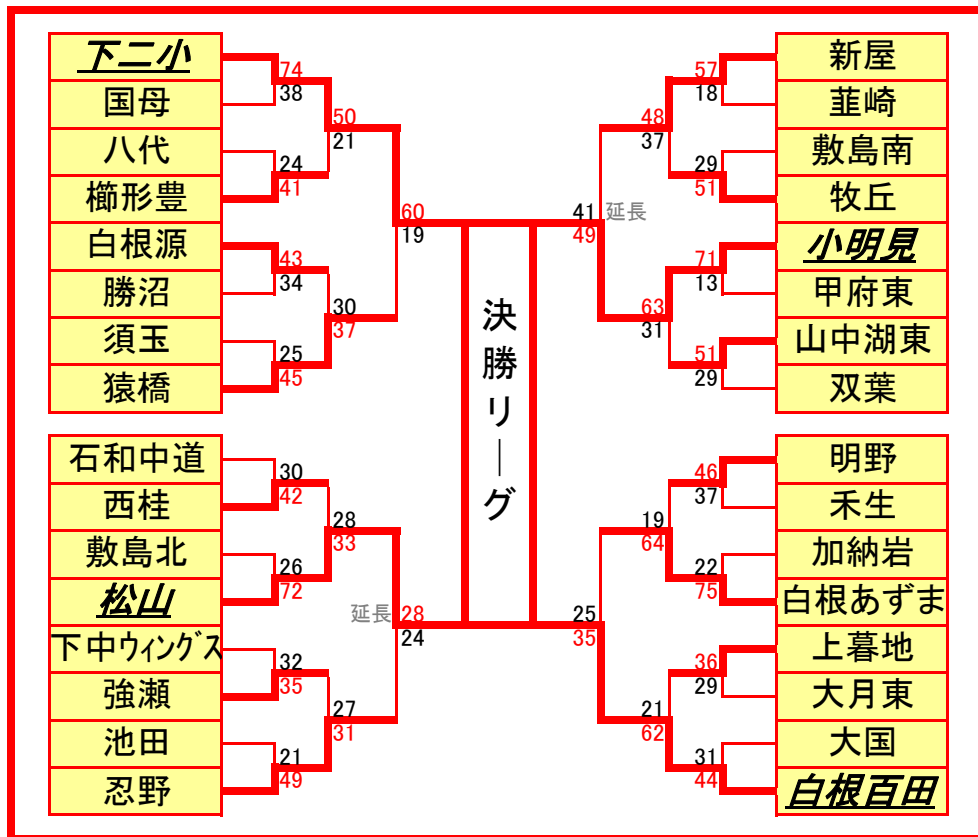 下二小
74
38
国母
50
21
八代
24
41
櫛形豊
60
19
白根源
43
34
勝沼
30
37
須玉
25
45
猿橋
新屋
57
18
韮崎
48
37
敷島南
29
51
牧丘
41
延長
49
小明見
71
13
甲府東
63
31
山中湖東
51
29
双葉
決勝リーグ
石和中道
30
42
西桂
28
33
敷島北
26
72
松山
延長
28
24
下中ウィングス
32
35
強瀬
27
31
池田
21
49
忍野
明野
46
37
禾生
19
64
加納岩
22
75
白根あずま
25
35
上暮地
36
29
大月東
21
62
大国
31
44
白根百田